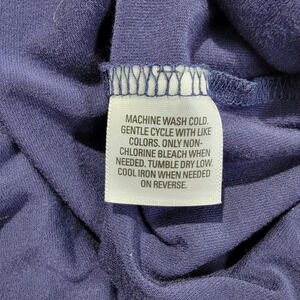 MACHINE WASH COLD.
GENTLE CYCLE WITH LIKE
COLORS. ONLY NON-
CHLORINE BLEACH WHEN
NEEDED. TUMBLE DRY LOW.
COOL IRON WHEN NEEDED
ON REVERSE.